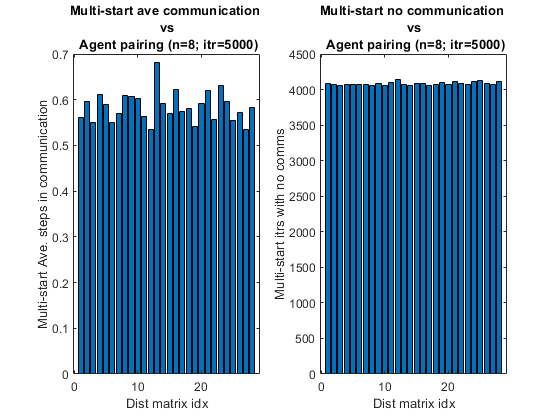 Multi-start ave communication
vs
Agent pairing (n=8; itr=5000)
0.7
0.6
0.5
0.4
0.3
0.2
0.1
0
0 10 20
Multi-start Ave. steps in communication
Dist matrix idx
Multi-start no communication
vs
Agent pairing (n=8; itr=5000)
4500
4000
3500
3000
2500
2000
1500
1000
500
0
0 10 20
Multi-start itrs with no comms
Dist matrix idx